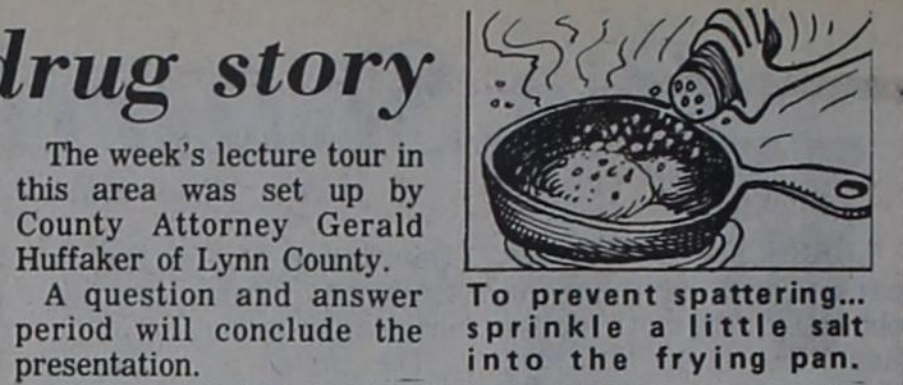 drug story
The week's lecture tour in
this area was set up by
County Attorney Gerald
Huffaker of Lynn County.
A question and answer
period will conclude the
presentation.
To prevent spattering...
sprinkle a little salt
into the frying pan.